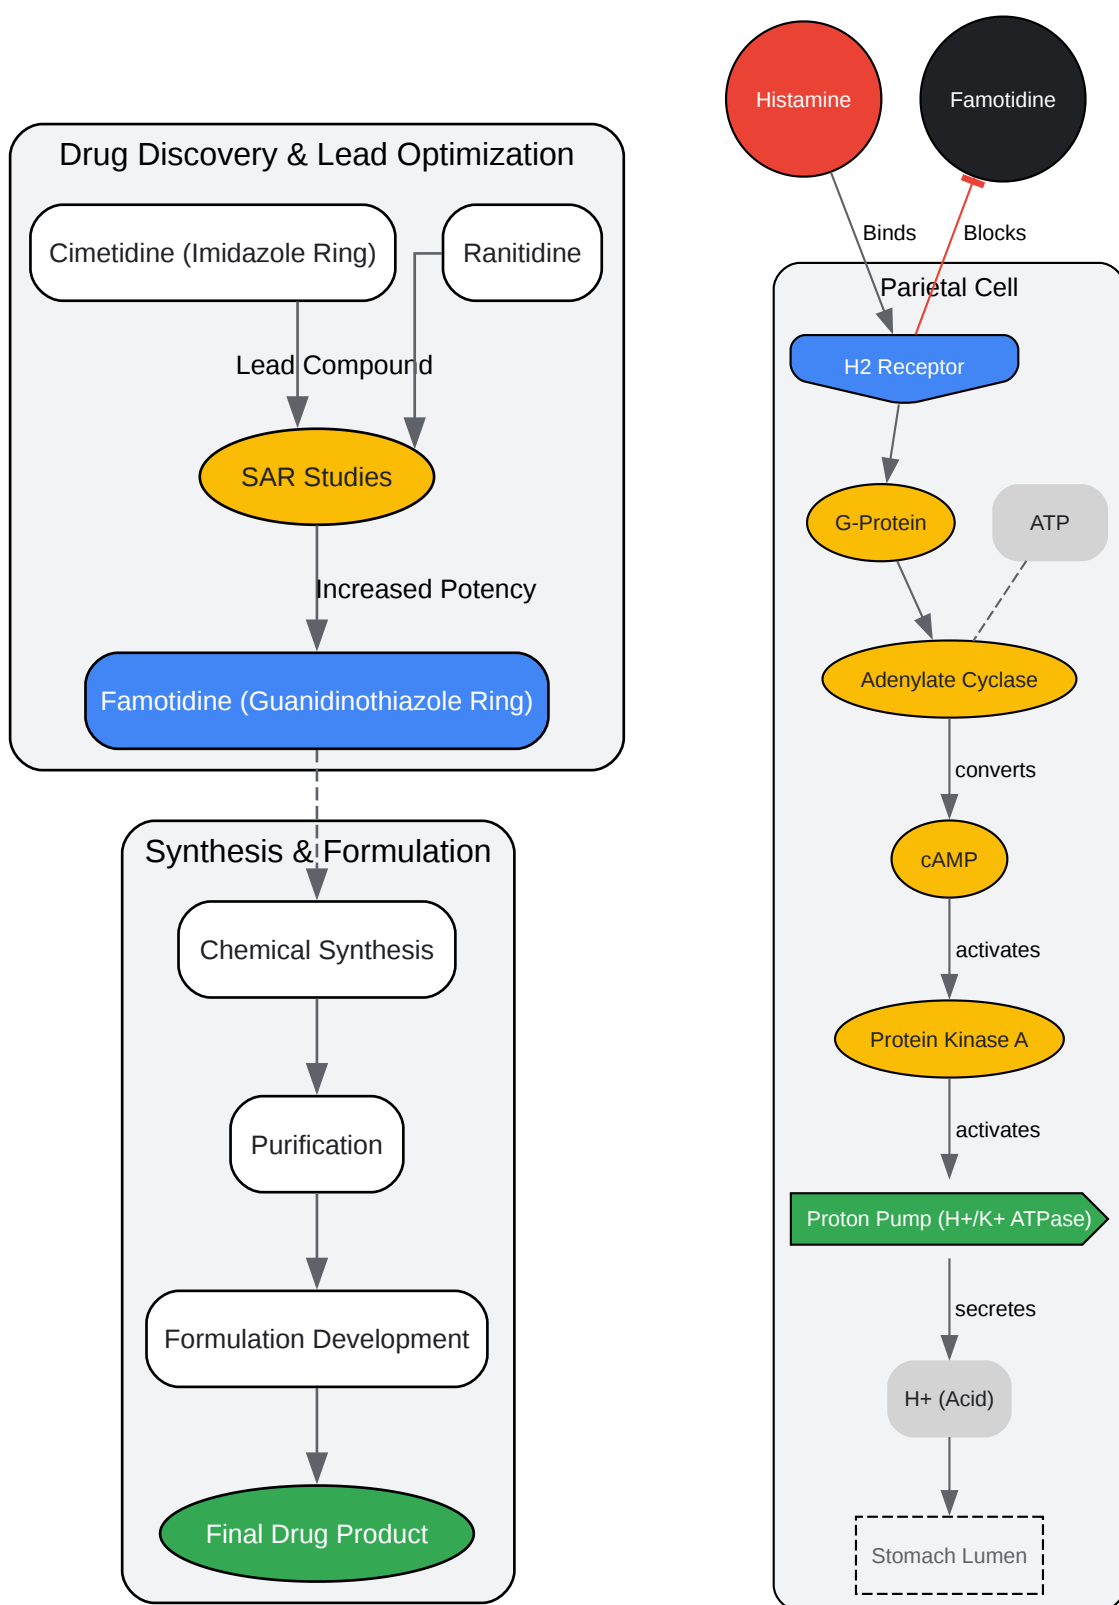 Drug Discovery & Lead Optimization
Cimetidine (Imidazole Ring)
Ranitidine
Lead Compound
SAR Studies
Increased Potency
Famotidine (Guanidinothiazole Ring)
Synthesis & Formulation
Chemical Synthesis
Purification
Formulation Development
Final Drug Product
Histamine
Famotidine
Binds
Blocks
Parietal Cell
H2 Receptor
G-Protein
ATP
Adenylate Cyclase
converts
cAMP
activates
Protein Kinase A
activates
Proton Pump (H+/K+ ATPase)
secretes
H+ (Acid)
Stomach Lumen